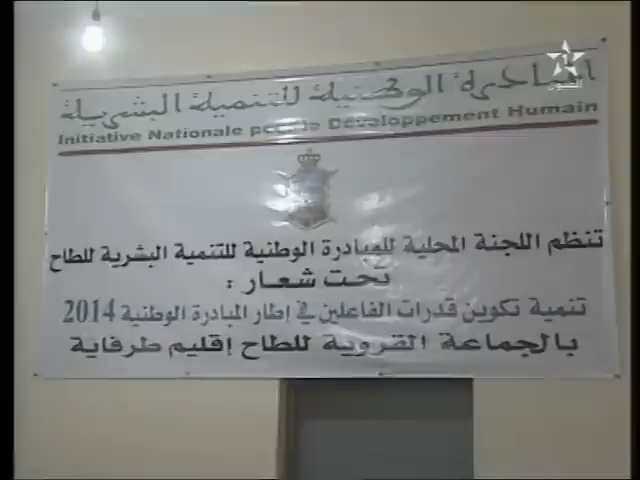 العيون
المبادرة الوطنية للتنمية البشرية
Initiative Nationale pour le Développement Humain
تنظم اللجنة المحلية للمبادرة الوطنية للتنمية البشرية للطاح
تحت شعار :
تنمية تكوين قدرات الفاعلين في إطار المبادرة الوطنية 2014
بالجماعة القروية للطاح إقليم طرفاية